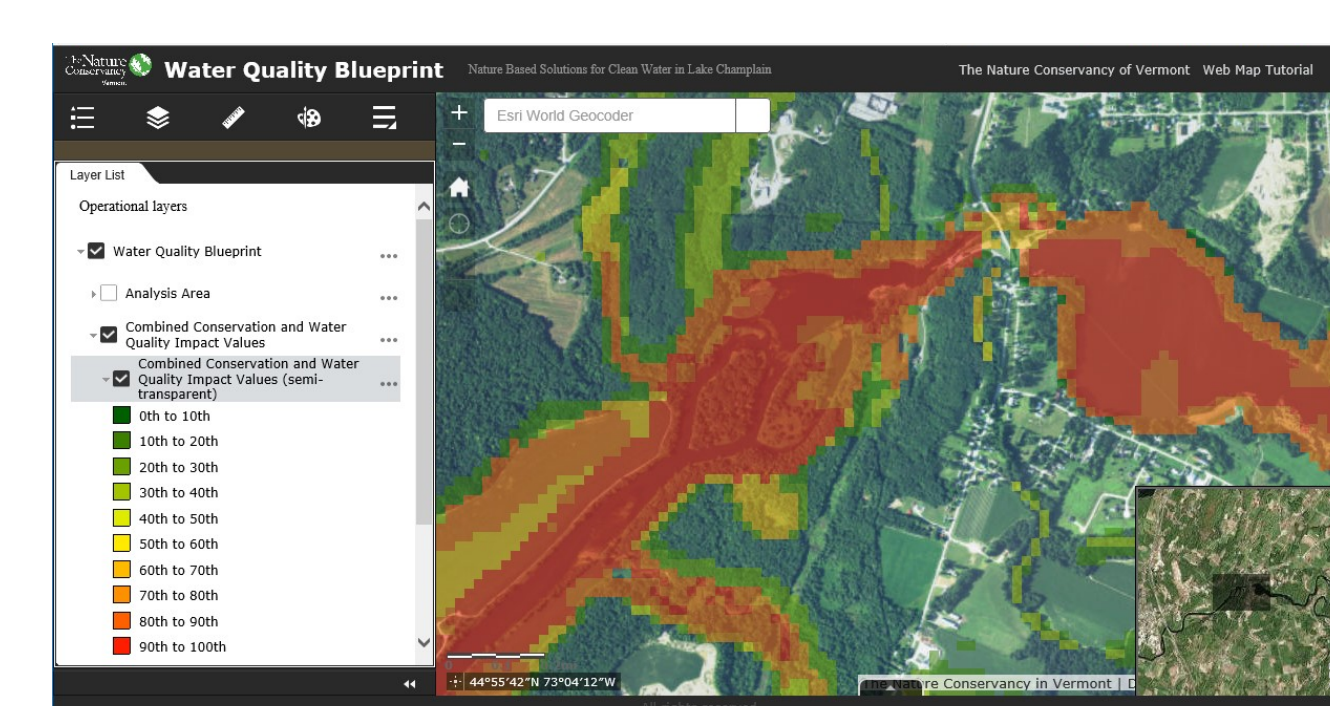 The Nature
Conservancy
Vermont
Water Quality Blueprint
Nature Based Solutions for Clean Water in Lake Champlain
The Nature Conservancy of Vermont Web Map Tutorial
Esri World Geocoder
Layer List
Operational layers
Water Quality Blueprint
Analysis Area
Combined Conservation and Water
Quality Impact Values
Combined Conservation and Water
Quality Impact Values (semi-
transparent)
0th to 10th
10th to 20th
20th to 30th
30th to 40th
40th to 50th
50th to 60th
60th to 70th
70th to 80th
80th to 90th
90th to 100th
44°55'42"N 73°04'12"W
The Nature Conservancy in Vermont | D
All rights reserved